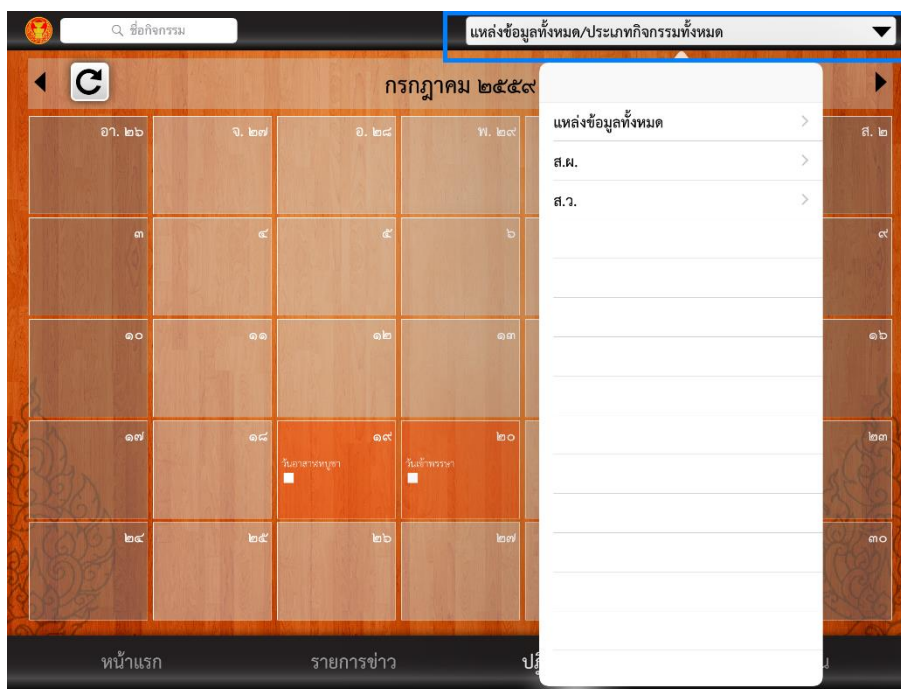 ชื่อกิจกรรม
แหล่งข้อมูลทั้งหมด/ประเภทกิจกรรมทั้งหมด
กรกฎาคม ๒๕๕๙
แหล่งข้อมูลทั้งหมด
ส.ผ.
ส.ว.
อา. ๒๖ จ. ๒๗ อ. ๒๘ พ. ๒๙ ส. ๒
๓ ๔ ๕ ๖ ๙
๑๐ ๑๑ ๑๒ ๑๓ ๑๖
๑๗ ๑๘ ๑๙ ๒๐ ๒๓
วันอาสาฬหบูชา วันเข้าพรรษา
๒๔ ๒๕ ๒๖ ๒๗ ๓๐
หน้าแรก รายการข่าว